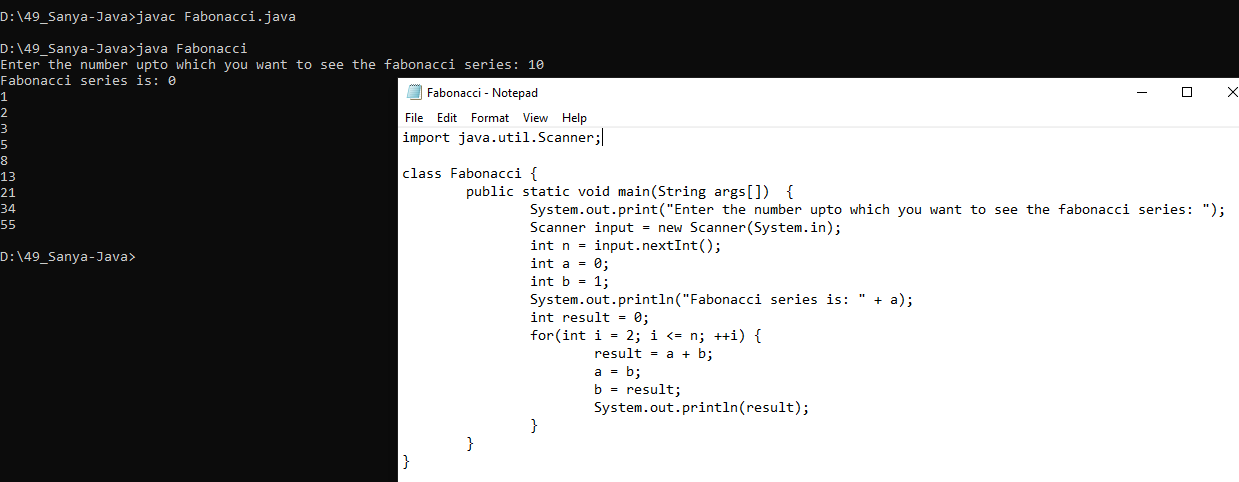 D:\49_Sanya-Java>javac Fabonacci.java
D:\49_Sanya-Java>java Fabonacci
Enter the number upto which you want to see the fabonacci series: 10
Fabonacci series is: 0
1
2
3
5
8
13
21
34
55
D:\49_Sanya-Java>
Fabonacci - Notepad
File Edit Format View Help
import java.util.Scanner;
class Fabonacci {
public static void main(String args[])  {
System.out.print("Enter the number upto which you want to see the fabonacci series: ");
Scanner input = new Scanner(System.in);
int n = input.nextInt();
int a = 0;
int b = 1;
System.out.println("Fabonacci series is: " + a);
int result = 0;
for(int i = 2; i <= n; ++i) {
result = a + b;
a = b;
b = result;
System.out.println(result);
}
}
}